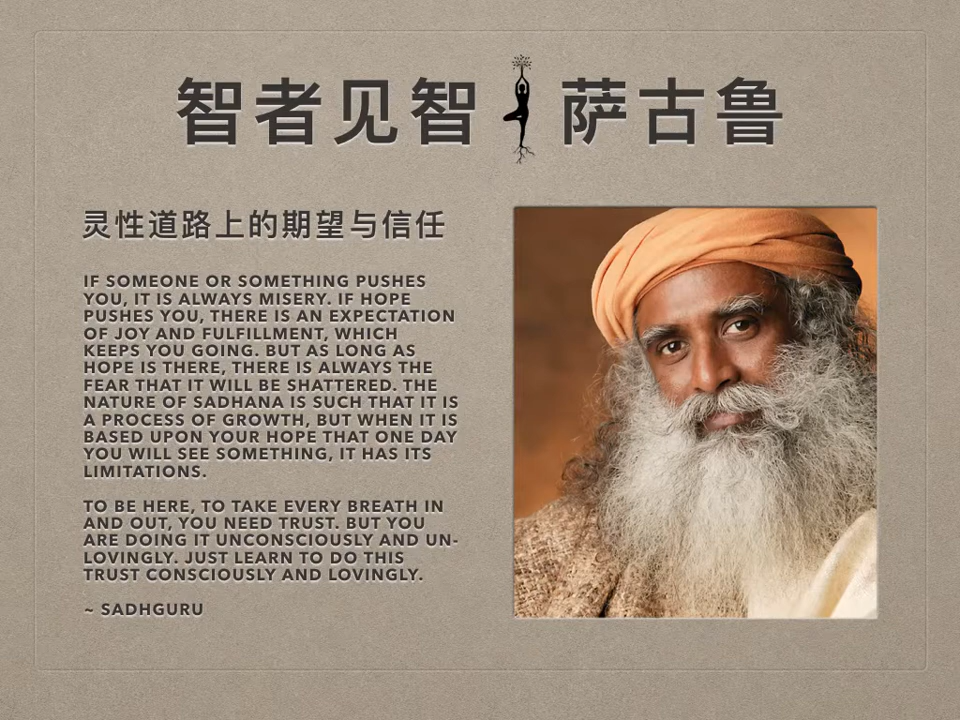 智者见智 萨古鲁
灵性道路上的期望与信任
IF SOMEONE OR SOMETHING PUSHES
YOU, IT IS ALWAYS MISERY. IF HOPE
PUSHES YOU, THERE IS AN EXPECTATION
OF JOY AND FULFILLMENT, WHICH
KEEPS YOU GOING. BUT AS LONG AS
HOPE IS THERE, THERE IS ALWAYS THE
FEAR THAT IT WILL BE SHATTERED. THE
NATURE OF SADHANA IS SUCH THAT IT IS
A PROCESS OF GROWTH, BUT WHEN IT IS
BASED UPON YOUR HOPE THAT ONE DAY
YOU WILL SEE SOMETHING, IT HAS ITS
LIMITATIONS.
TO BE HERE, TO TAKE EVERY BREATH IN
AND OUT, YOU NEED TRUST. BUT YOU
ARE DOING IT UNCONSCIOUSLY AND UN-
LOVINGLY. JUST LEARN TO DO THIS
TRUST CONSCIOUSLY AND LOVINGLY.
~ SADHGURU